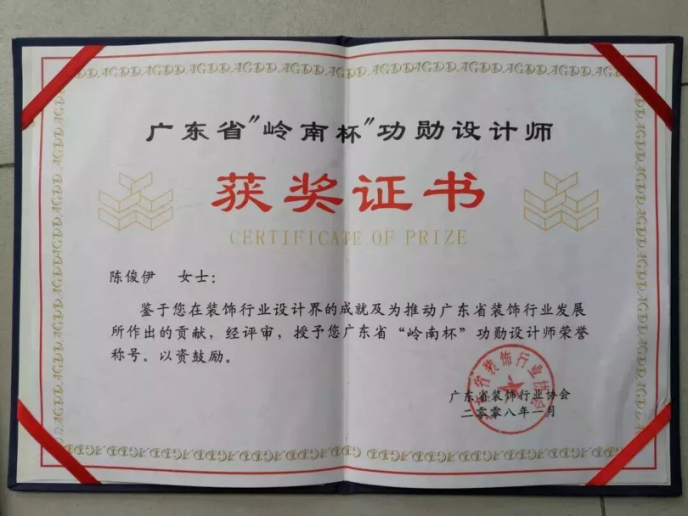 广东省"岭南杯"功勋设计师
获奖证书
CERTIFICATE OF PRIZE
陈俊伊 女士:
鉴于您在装饰行业设计界的成就及为推动广东省装饰行业发展
所作出的贡献,经评审,授予您广东省“岭南杯”功勋设计师荣誉
称号。以资鼓励。
广东省装饰行业协会
二零零八年一月